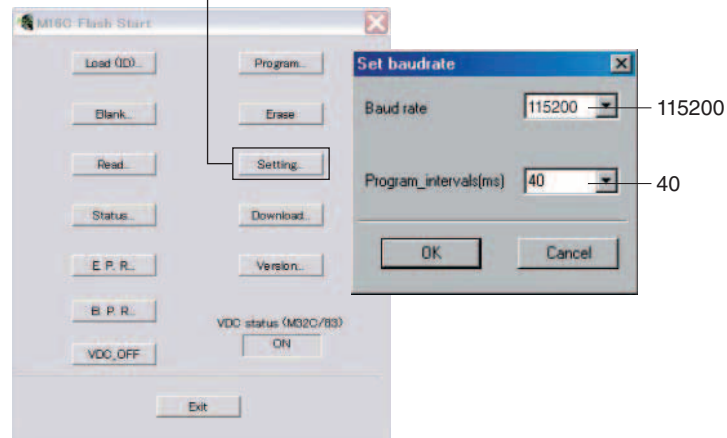 M16C Flash Start
Load (ID)...
Program...
Blank...
Erase
Read...
Setting...
Status...
Download...
E. P. R...
Version...
B. P. R...
VDC status (M32C/83)
VDC_OFF
ON
Exit
Set baudrate
Baud rate
115200
115200
Program_intervals(ms)
40
40
OK
Cancel